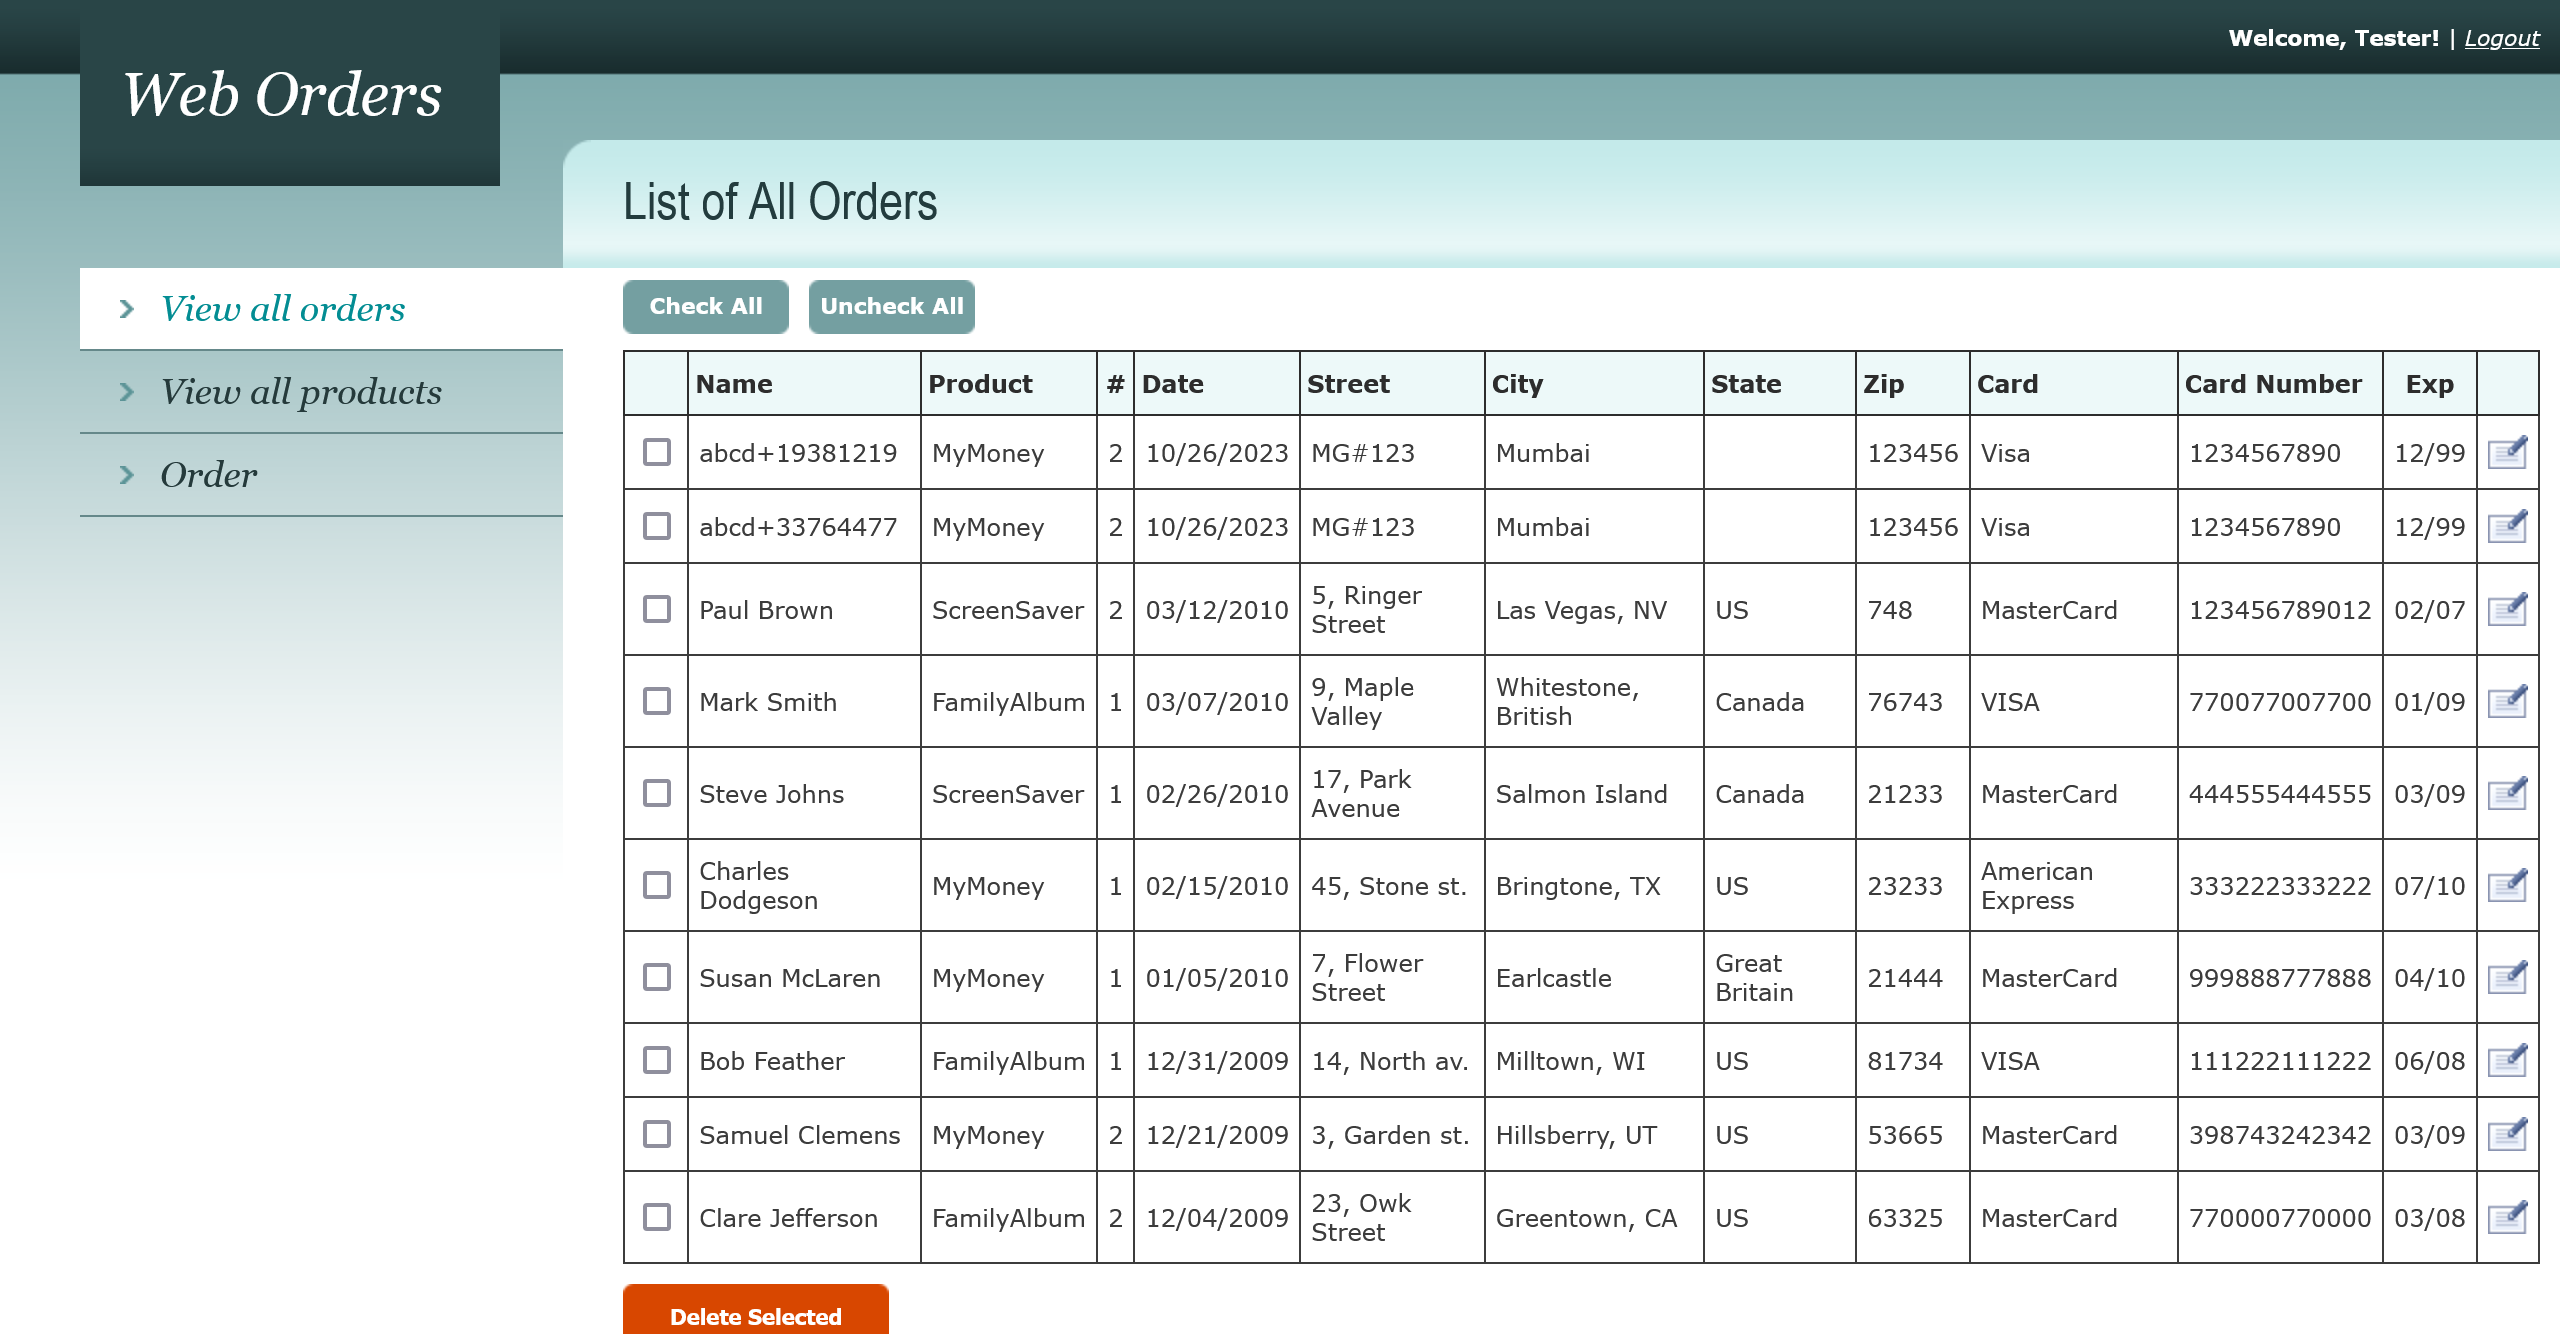 Welcome, Tester! | Logout
Web Orders
List of All Orders
View all orders
View all products
Order
Check All Uncheck All
Name Product # Date Street City State Zip Card Card Number Exp
abcd+19381219 MyMoney 2 10/26/2023 MG#123 Mumbai 123456 Visa 1234567890 12/99
abcd+33764477 MyMoney 2 10/26/2023 MG#123 Mumbai 123456 Visa 1234567890 12/99
Paul Brown ScreenSaver 2 03/12/2010 5, Ringer Street Las Vegas, NV US 748 MasterCard 123456789012 02/07
Mark Smith FamilyAlbum 1 03/07/2010 9, Maple Valley Whitestone, British Canada 76743 VISA 770077007700 01/09
Steve Johns ScreenSaver 1 02/26/2010 17, Park Avenue Salmon Island Canada 21233 MasterCard 444555444555 03/09
Charles Dodgeson MyMoney 1 02/15/2010 45, Stone st. Bringtone, TX US 23233 American Express 333222333222 07/10
Susan McLaren MyMoney 1 01/05/2010 7, Flower Street Earlcastle Great Britain 21444 MasterCard 999888777888 04/10
Bob Feather FamilyAlbum 1 12/31/2009 14, North av. Milltown, WI US 81734 VISA 111222111222 06/08
Samuel Clemens MyMoney 2 12/21/2009 3, Garden st. Hillsberry, UT US 53665 MasterCard 398743242342 03/09
Clare Jefferson FamilyAlbum 2 12/04/2009 23, Owk Street Greentown, CA US 63325 MasterCard 770000770000 03/08
Delete Selected